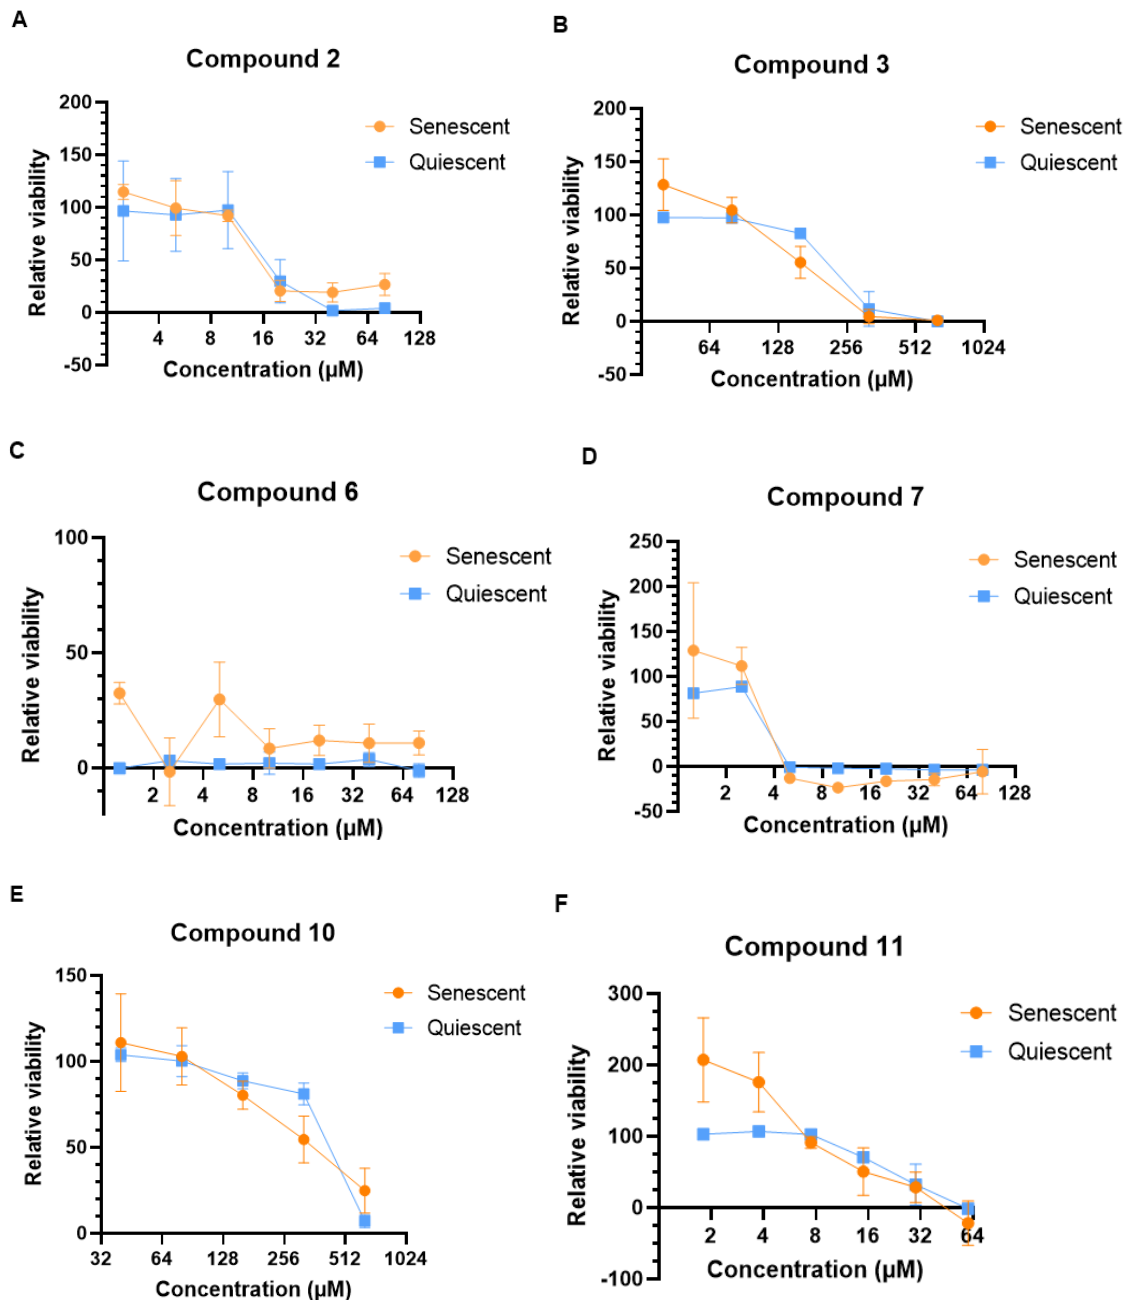 A
Compound 2
200
150
100
50
0
-50
Relative viability
4 8 16 32 64 128
Concentration (µM)
Senescent
Quiescent
B
Compound 3
200
150
100
50
0
-50
Relative viability
64 128 256 512 1024
Concentration (µM)
Senescent
Quiescent
C
Compound 6
100
50
0
Relative viability
2 4 8 16 32 64 128
Concentration (µM)
Senescent
Quiescent
D
Compound 7
250
200
150
100
50
0
-50
Relative viability
2 4 8 16 32 64 128
Concentration (µM)
Senescent
Quiescent
E
Compound 10
150
100
50
0
Relative viability
32 64 128 256 512 1024
Concentration (µM)
Senescent
Quiescent
F
Compound 11
300
200
100
0
-100
Relative viability
2 4 8 16 32 64
Concentration (µM)
Senescent
Quiescent